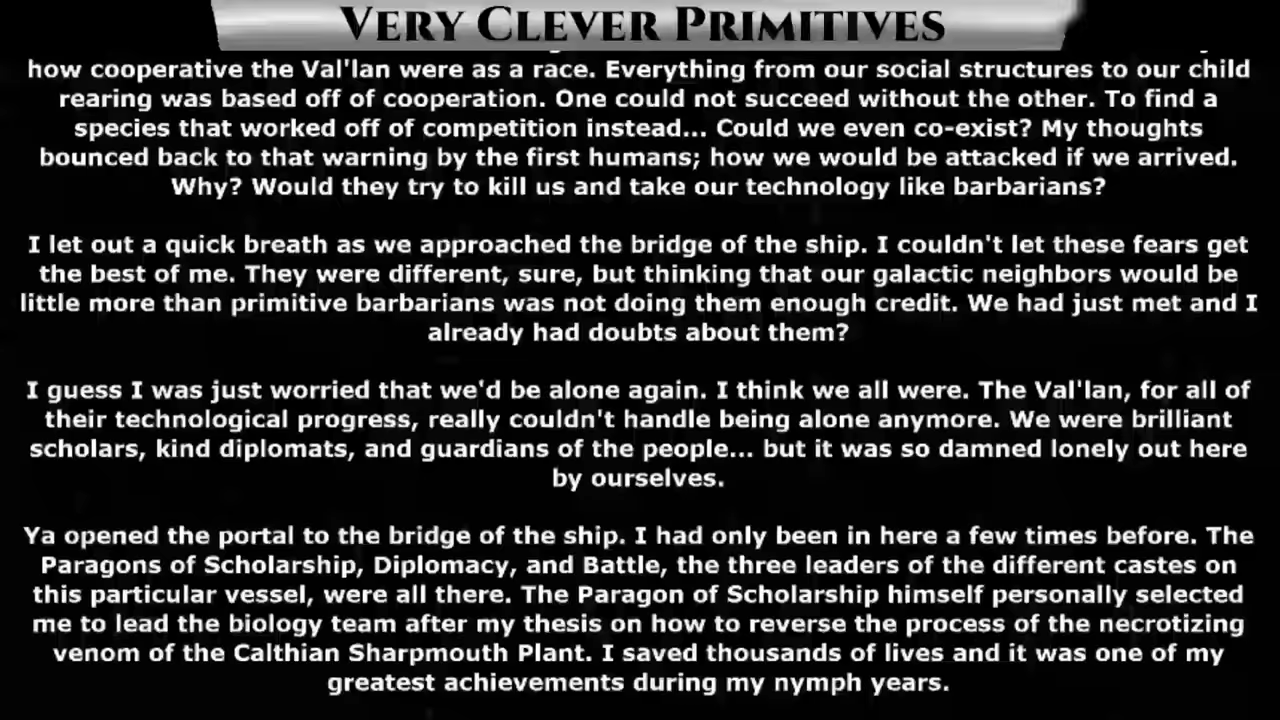 VERY CLEVER PRIMITIVES
how cooperative the Val'lan were as a race. Everything from our social structures to our child
rearing was based off of cooperation. One could not succeed without the other. To find a
species that worked off of competition instead... Could we even co-exist? My thoughts
bounced back to that warning by the first humans; how we would be attacked if we arrived.
Why? Would they try to kill us and take our technology like barbarians?
I let out a quick breath as we approached the bridge of the ship. I couldn't let these fears get
the best of me. They were different, sure, but thinking that our galactic neighbors would be
little more than primitive barbarians was not doing them enough credit. We had just met and I
already had doubts about them?
I guess I was just worried that we'd be alone again. I think we all were. The Val'lan, for all of
their technological progress, really couldn't handle being alone anymore. We were brilliant
scholars, kind diplomats, and guardians of the people... but it was so damned lonely out here
by ourselves.
Ya opened the portal to the bridge of the ship. I had only been in here a few times before. The
Paragons of Scholarship, Diplomacy, and Battle, the three leaders of the different castes on
this particular vessel, were all there. The Paragon of Scholarship himself personally selected
me to lead the biology team after my thesis on how to reverse the process of the necrotizing
venom of the Calthian Sharpmouth Plant. I saved thousands of lives and it was one of my
greatest achievements during my nymph years.